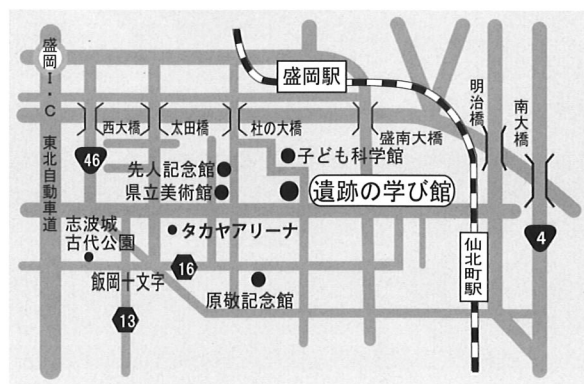 盛岡I・C
東北自動車道
盛岡駅
明治橋
南大橋
西大橋
太田橋
杜の大橋
盛南大橋
46
先人記念館
子ども科学館
県立美術館
遺跡の学び館
志波城
古代公園
タカヤアリーナ
仙北町駅
4
飯岡十文字
16
原敬記念館
13